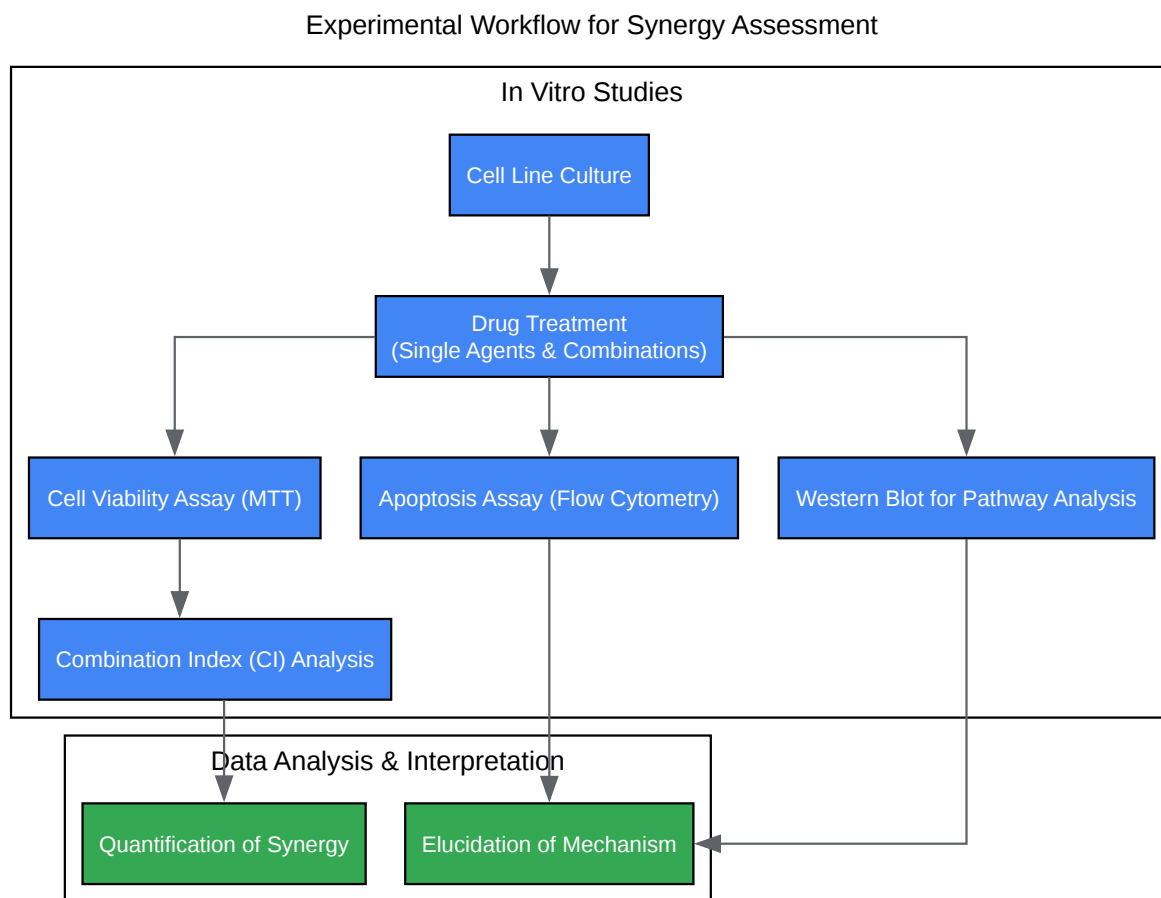 Experimental Workflow for Synergy Assessment
In Vitro Studies
Cell Line Culture
Drug Treatment
(Single Agents & Combinations)
Cell Viability Assay (MTT)
Apoptosis Assay (Flow Cytometry)
Western Blot for Pathway Analysis
Combination Index (CI) Analysis
Data Analysis & Interpretation
Quantification of Synergy
Elucidation of Mechanism